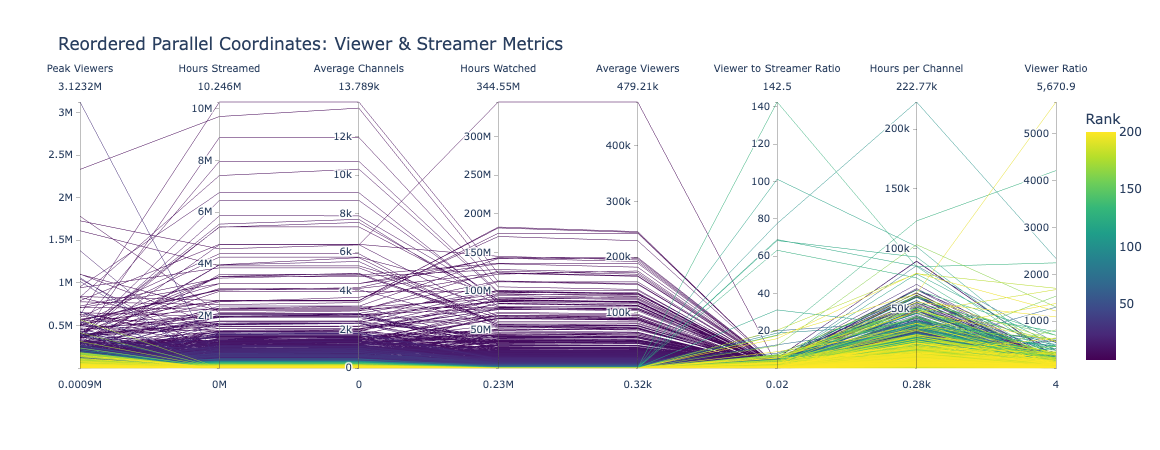 Reordered Parallel Coordinates: Viewer & Streamer Metrics
Peak Viewers Hours Streamed Average Channels Hours Watched Average Viewers Viewer to Streamer Ratio Hours per Channel Viewer Ratio
3.1232M 10.246M 13.789k 344.55M 479.21k 142.5 222.77k 5,670.9
3M 2.5M 2M 1.5M 1M 0.5M
10M 8M 6M 4M 2M
12k 10k 8k 6k 4k 2k 0
300M 250M 200M 150M 100M 50M
400k 300k 200k 100k
140 120 100 80 60 40 20
200k 150k 100k 50k
5000 4000 3000 2000 1000
Rank
200
150
100
50
0.0009M 0M 0 0.23M 0.32k 0.02 0.28k 4